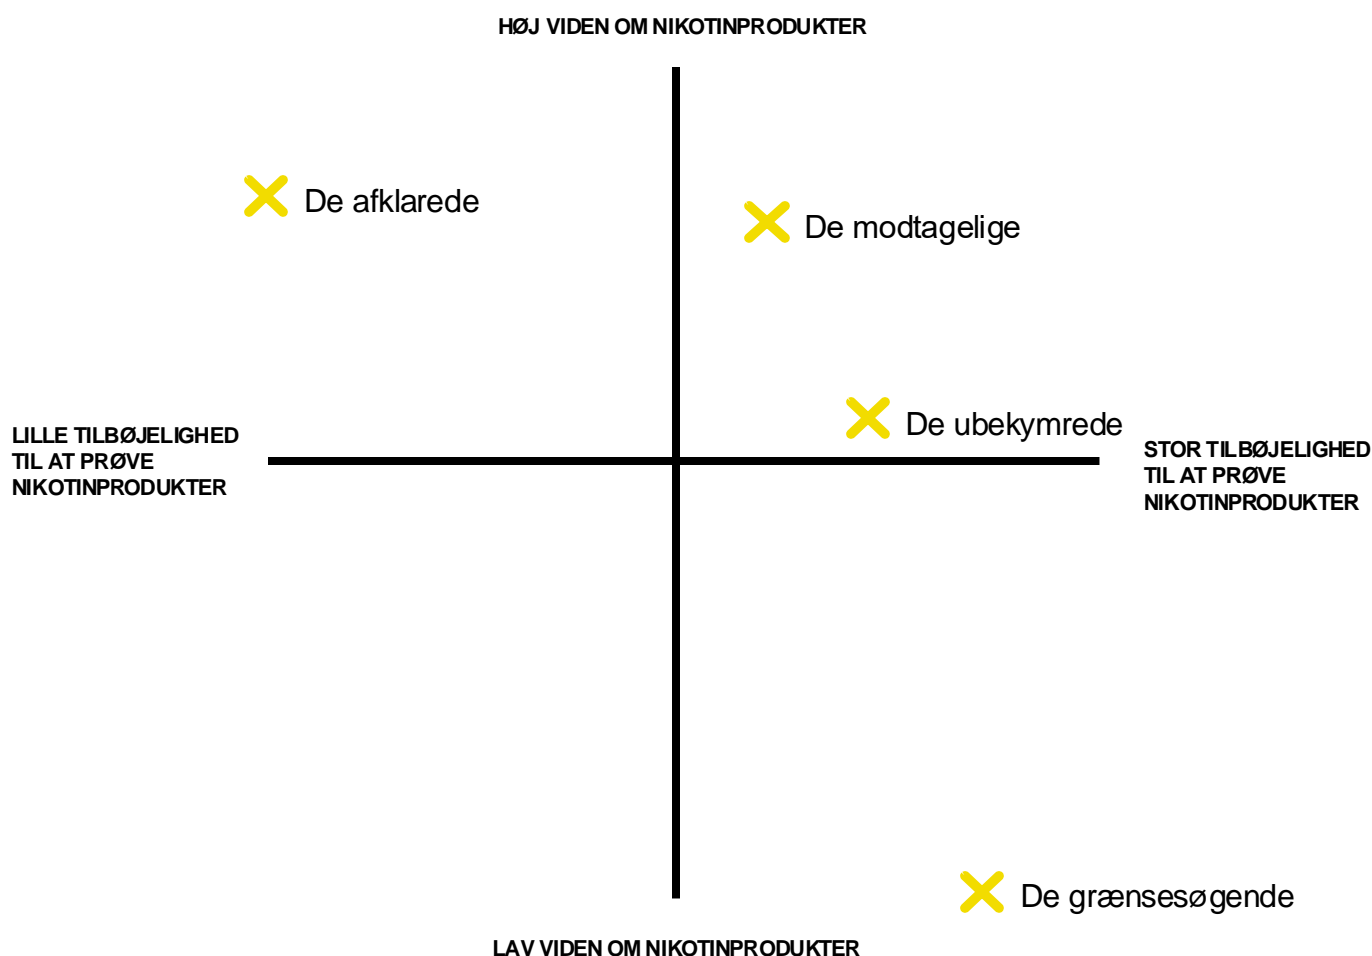 HØJ VIDEN OM NIKOTINPRODUKTER
De afklarede
De modtagelige
De ubekymrede
LILLE TILBØJELIGHED
TIL AT PRØVE
NIKOTINPRODUKTER
STOR TILBØJELIGHED
TIL AT PRØVE
NIKOTINPRODUKTER
De grænsesøgende
LAV VIDEN OM NIKOTINPRODUKTER